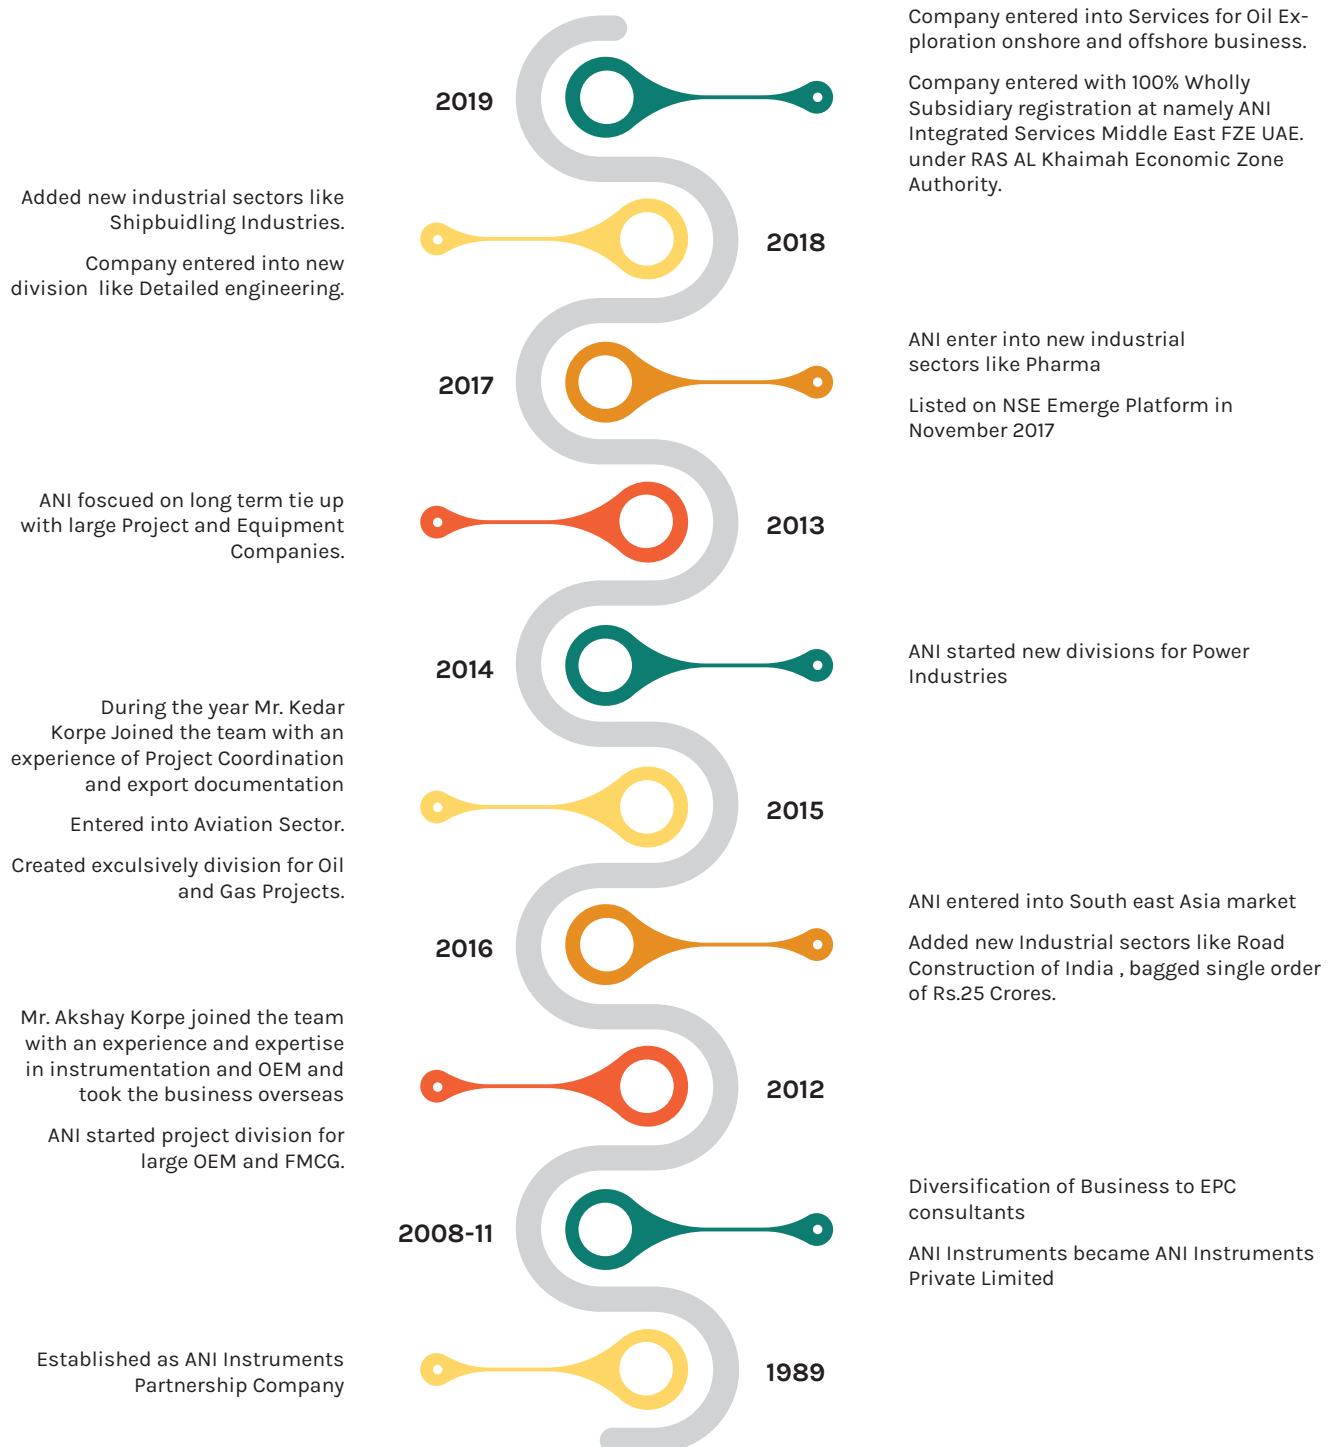 2019
Company entered into Services for Oil Ex-
ploration onshore and offshore business.
Company entered with 100% Wholly
Subsidiary registration at namely ANI
Integrated Services Middle East FZE UAE.
under RAS AL Khaimah Economic Zone
Authority.
Added new industrial sectors like
Shipbuidling Industries.
Company entered into new
division  like Detailed engineering.
2018
2017
ANI enter into new industrial
sectors like Pharma
Listed on NSE Emerge Platform in
November 2017
ANI foscued on long term tie up
with large Project and Equipment
Companies.
2013
2014
ANI started new divisions for Power
Industries
During the year Mr. Kedar
Korpe Joined the team with an
experience of Project Coordination
and export documentation
Entered into Aviation Sector.
Created exculsively division for Oil
and Gas Projects.
2015
2016
ANI entered into South east Asia market
Added new Industrial sectors like Road
Construction of India , bagged single order
of Rs.25 Crores.
Mr. Akshay Korpe joined the team
with an experience and expertise
in instrumentation and OEM and
took the business overseas
ANI started project division for
large OEM and FMCG.
2012
2008-11
Diversification of Business to EPC
consultants
ANI Instruments became ANI Instruments
Private Limited
Established as ANI Instruments
Partnership Company
1989